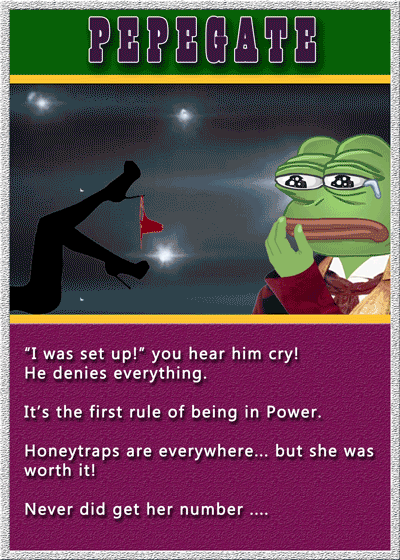 PEPEGATE
“I was set up!” you hear him cry!
He denies everything.
It’s the first rule of being in Power.
Honeytraps are everywhere... but she was
worth it!
Never did get her number ....